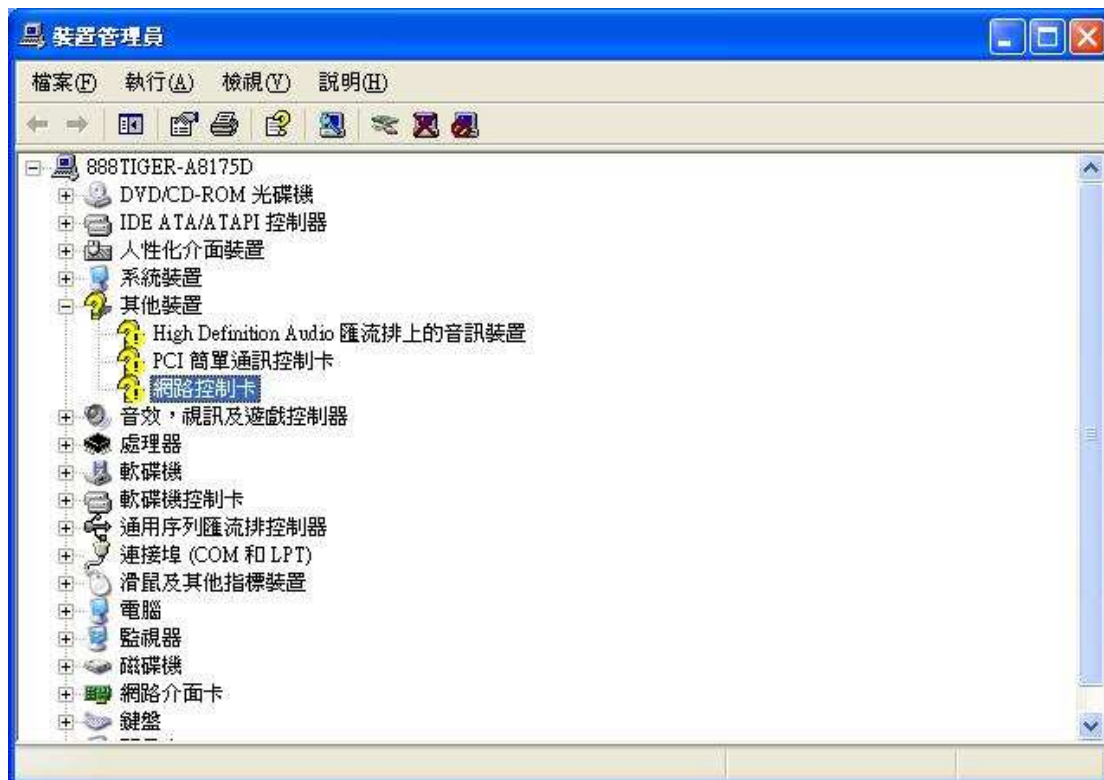 裝置管理員
檔案(F) 執行(A) 檢視(V) 說明(H)
888TIGER-A8175D
DVD/CD-ROM 光碟機
IDE ATA/ATAPI 控制器
人性化介面裝置
系統裝置
其他裝置
High Definition Audio 匯流排上的音訊裝置
PCI 簡單通訊控制卡
網路控制卡
音效，視訊及遊戲控制器
處理器
軟碟機
軟碟機控制卡
通用序列匯流排控制器
連接埠 (COM 和 LPT)
滑鼠及其他指標裝置
電腦
監視器
磁碟機
網路介面卡
鍵盤